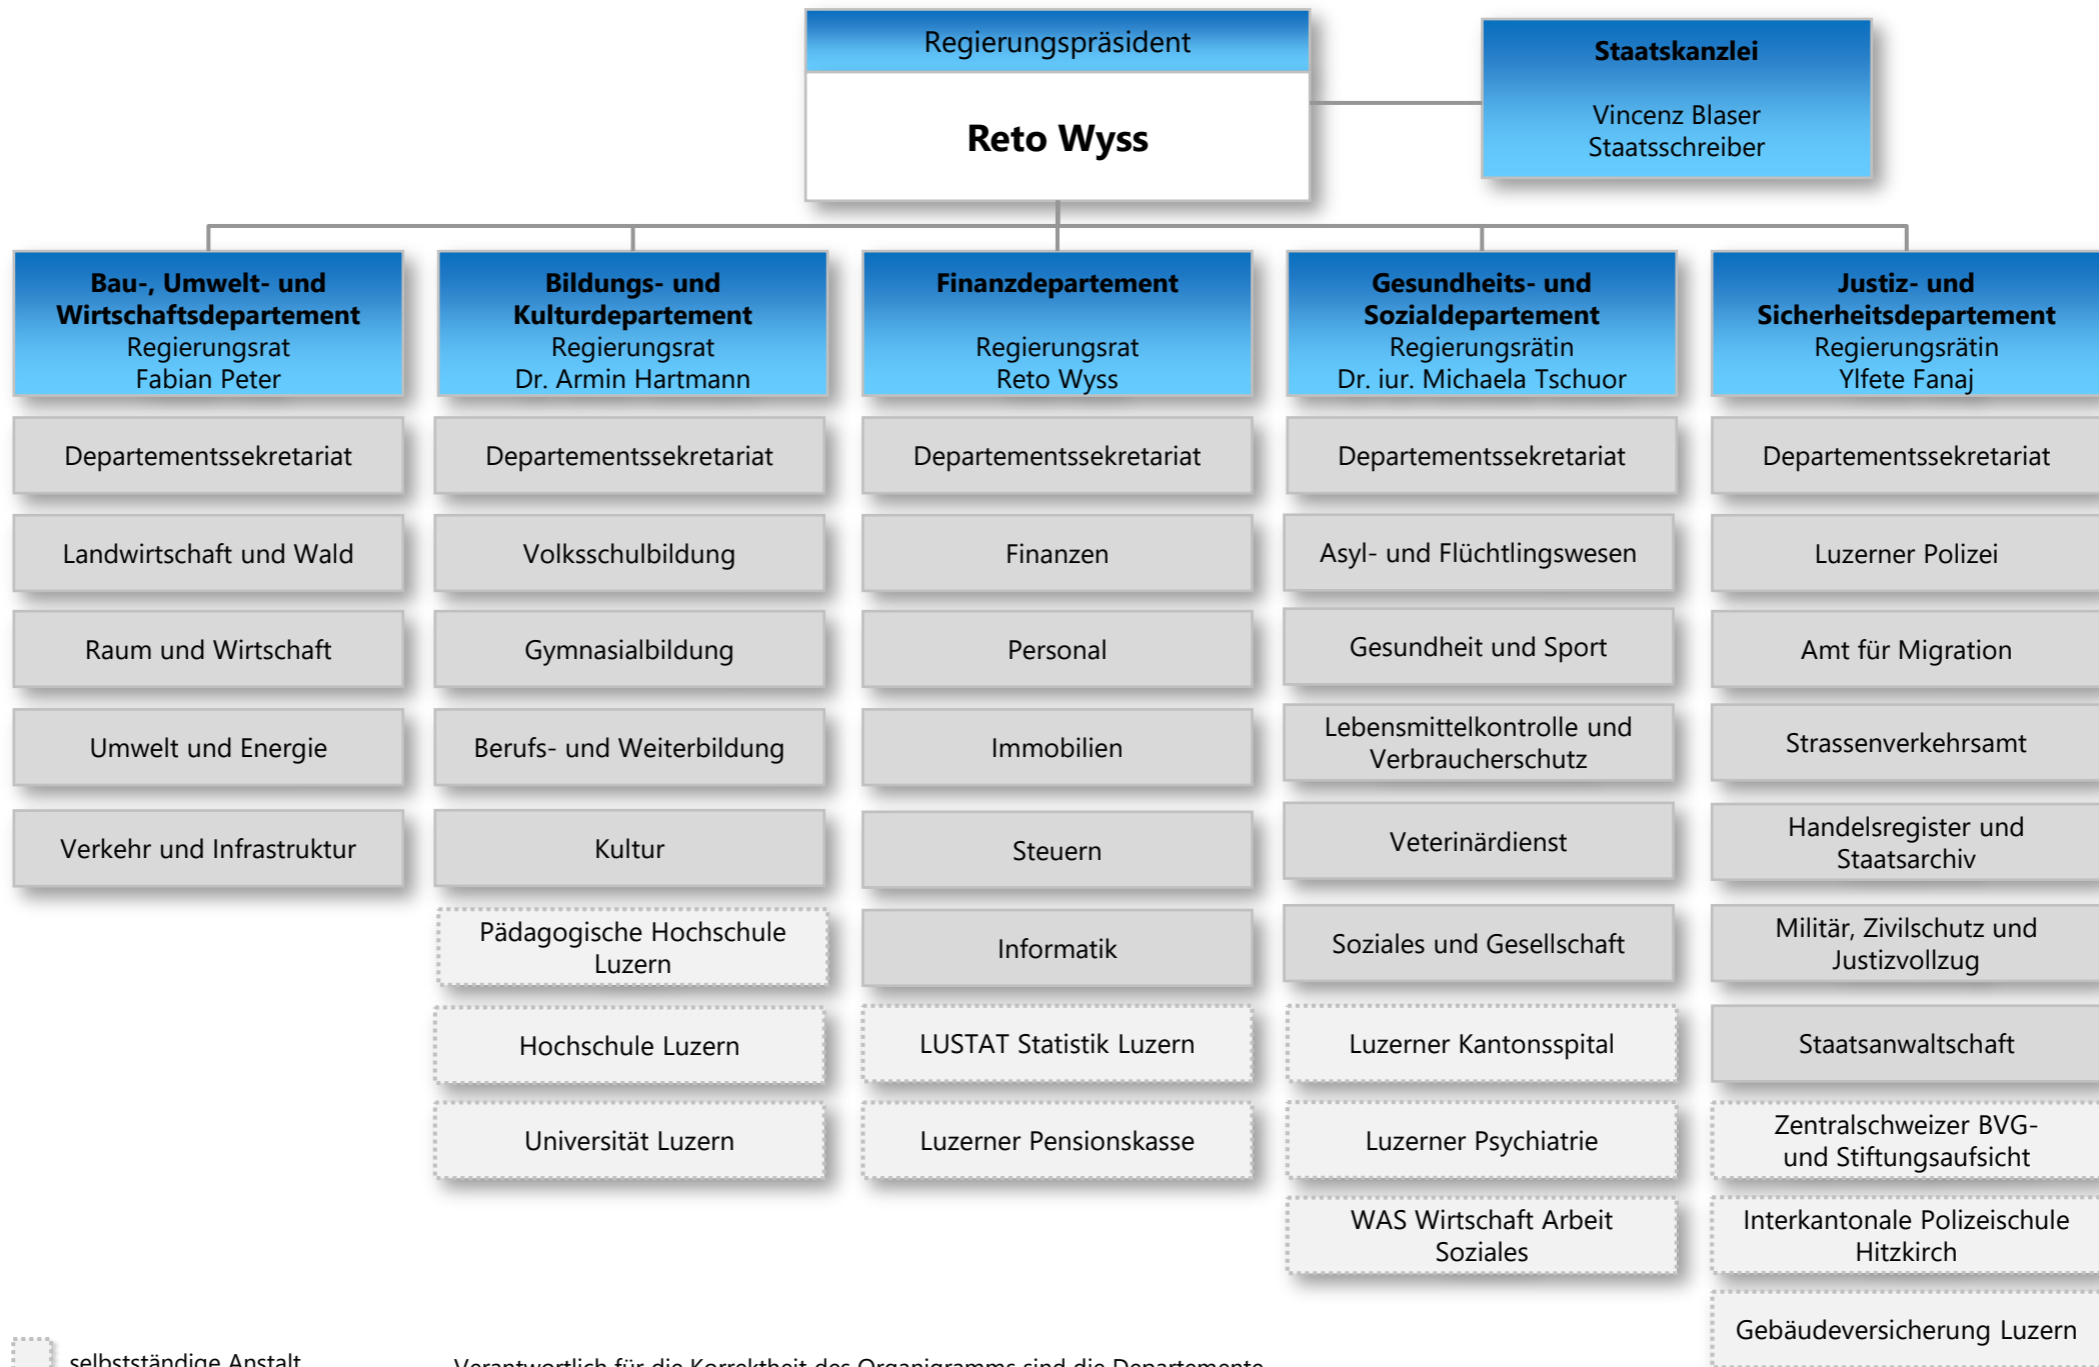 Regierungspräsident
Reto Wyss
Staatskanzlei
Vincenz Blaser
Staatsschreiber
Bau-, Umwelt- und
Wirtschaftsdepartement
Regierungsrat
Fabian Peter
Departementssekretariat
Landwirtschaft und Wald
Raum und Wirtschaft
Umwelt und Energie
Verkehr und Infrastruktur
Bildungs- und
Kulturdepartement
Regierungsrat
Dr. Armin Hartmann
Departementssekretariat
Volksschulbildung
Gymnasialbildung
Berufs- und Weiterbildung
Kultur
Pädagogische Hochschule
Luzern
Hochschule Luzern
Universität Luzern
Finanzdepartement
Regierungsrat
Reto Wyss
Departementssekretariat
Finanzen
Personal
Immobilien
Steuern
Informatik
LUSTAT Statistik Luzern
Luzerner Pensionskasse
Gesundheits- und
Sozialdepartement
Regierungsrätin
Dr. iur. Michaela Tschuor
Departementssekretariat
Asyl- und Flüchtlingswesen
Gesundheit und Sport
Lebensmittelkontrolle und
Verbraucherschutz
Veterinärdienst
Soziales und Gesellschaft
Luzerner Kantonsspital
Luzerner Psychiatrie
WAS Wirtschaft Arbeit
Soziales
Justiz- und
Sicherheitsdepartement
Regierungsrätin
Ylfete Fanaj
Departementssekretariat
Luzerner Polizei
Amt für Migration
Strassenverkehrsamt
Handelsregister und
Staatsarchiv
Militär, Zivilschutz und
Justizvollzug
Staatsanwaltschaft
Zentralschweizer BVG-
und Stiftungsaufsicht
Interkantonale Polizeischule
Hitzkirch
Gebäudeversicherung Luzern
selbstständige Anstalt
Verantwortlich für die Korrektheit des Organigramms sind die Departemente